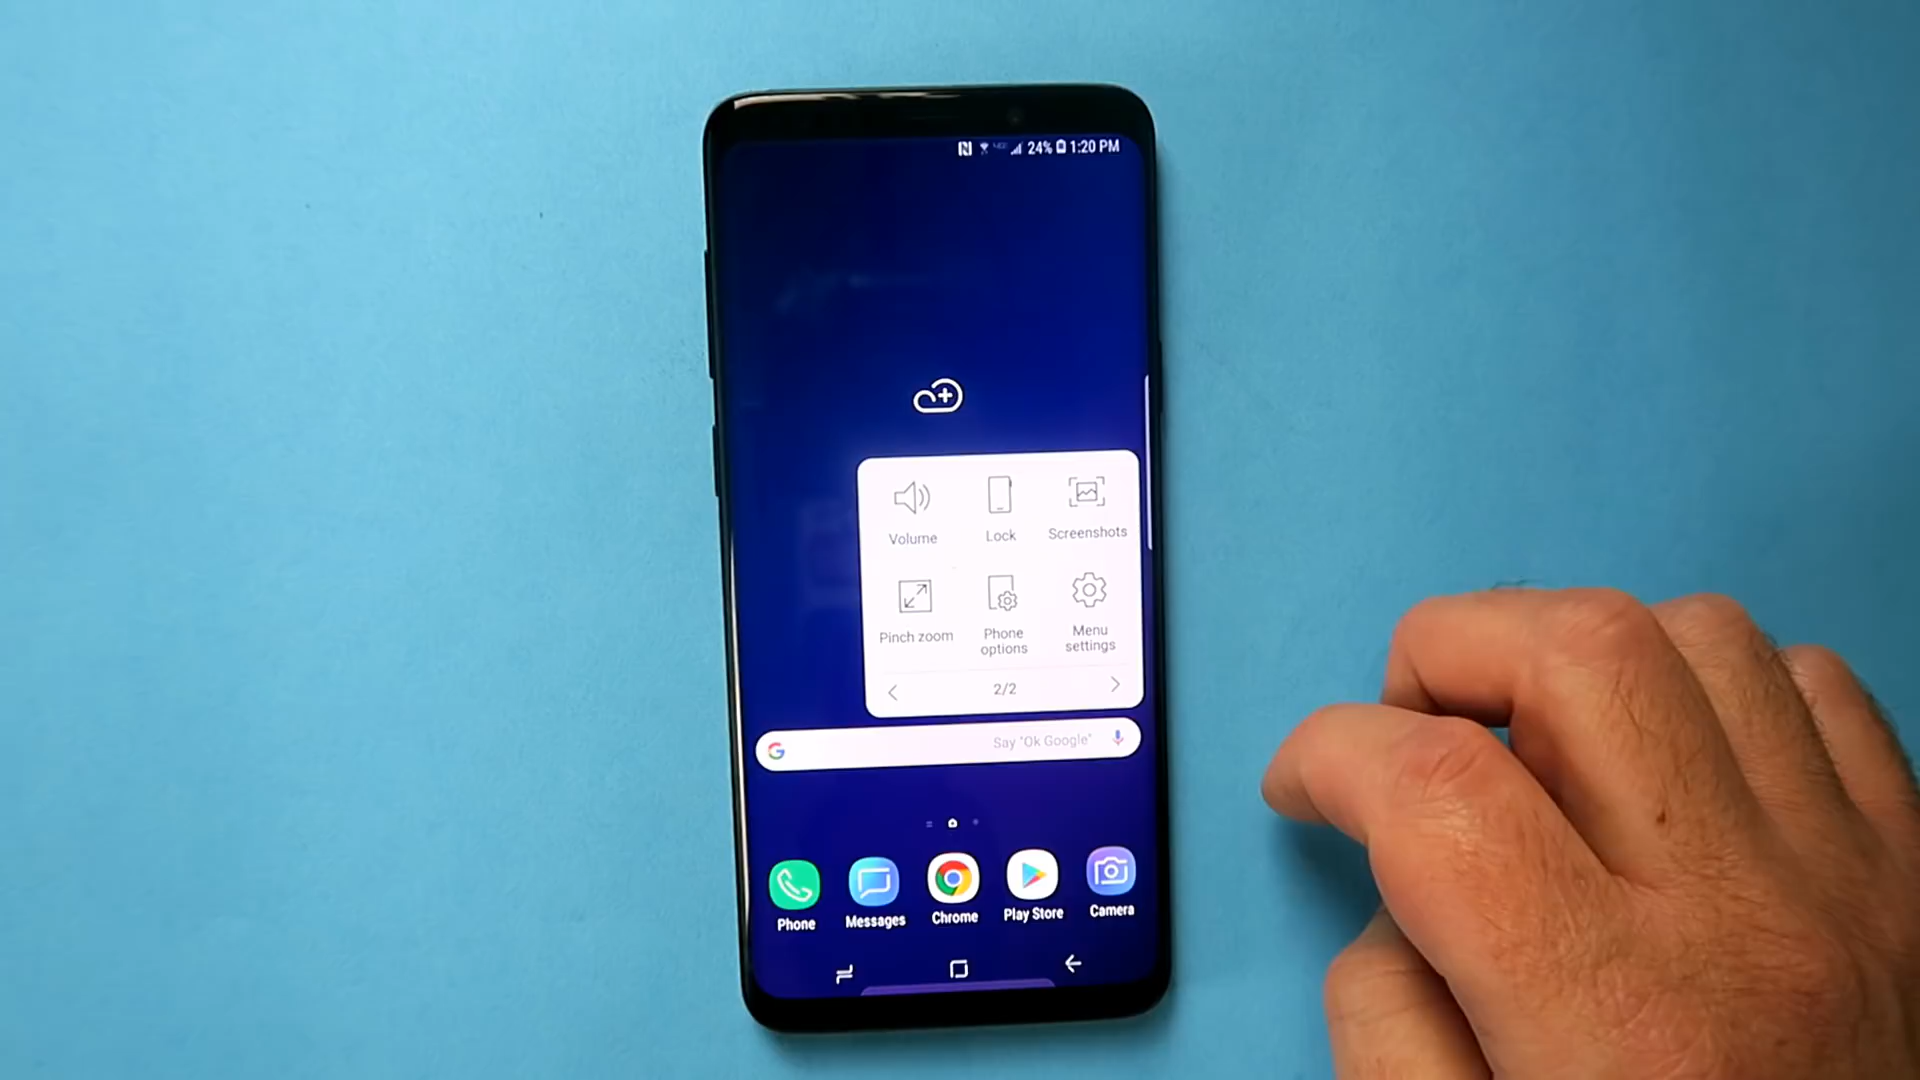 24% 1:20 PM
Volume Lock Screenshots
Pinch zoom Phone options Menu settings
2/2
Say "Ok Google"
Phone Messages Chrome Play Store Camera